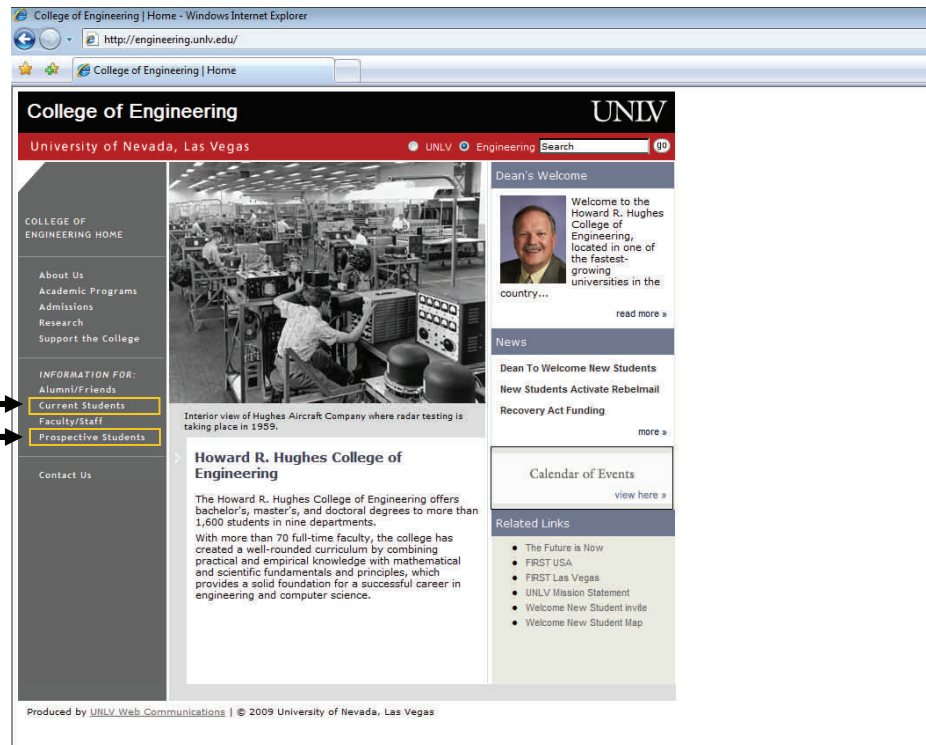 College of Engineering | Home - Windows Internet Explorer
http://engineering.unlv.edu/
College of Engineering | Home
College of Engineering
UNLV
University of Nevada, Las Vegas
UNLV
Engineering
Search
go
COLLEGE OF
ENGINEERING HOME
About Us
Academic Programs
Admissions
Research
Support the College
INFORMATION FOR:
Alumni/Friends
Current Students
Faculty/Staff
Prospective Students
Contact Us
Interior view of Hughes Aircraft Company where radar testing is
taking place in 1959.
Howard R. Hughes College of
Engineering
The Howard R. Hughes College of Engineering offers
bachelor's, master's, and doctoral degrees to more than
1,600 students in nine departments.
With more than 70 full-time faculty, the college has
created a well-rounded curriculum by combining
practical and empirical knowledge with mathematical
and scientific fundamentals and principles, which
provides a solid foundation for a successful career in
engineering and computer science.
Dean's Welcome
Welcome to the
Howard R. Hughes
College of
Engineering,
located in one of
the fastest-
growing
universities in the
country...
read more »
News
Dean To Welcome New Students
New Students Activate Rebelmail
Recovery Act Funding
more »
Calendar of Events
view here »
Related Links
The Future is Now
FIRST USA
FIRST Las Vegas
UNLV Mission Statement
Welcome New Student invite
Welcome New Student Map
Produced by UNLV Web Communications | © 2009 University of Nevada, Las Vegas